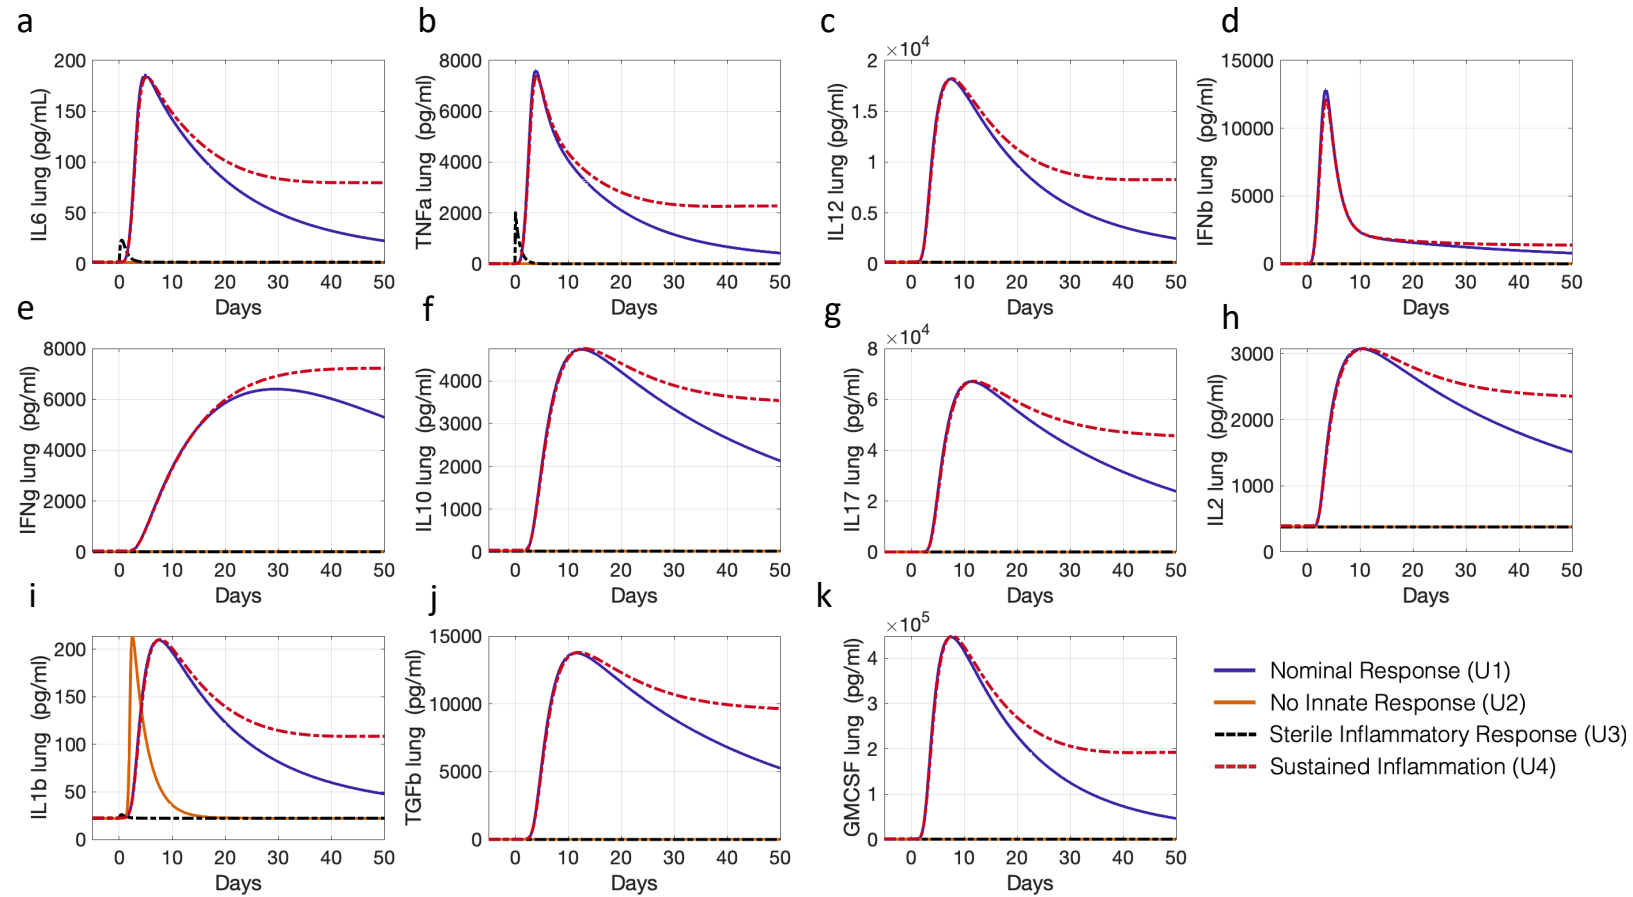 a
b
c
d
IL6 lung (pg/mL)
200
150
100
50
0
0 10 20 30 40 50
Days
TNFa lung (pg/ml)
8000
6000
4000
2000
0
0 10 20 30 40 50
Days
×10^4
IL12 lung (pg/ml)
2
1.5
1
0.5
0
0 10 20 30 40 50
Days
IFNb lung (pg/ml)
15000
10000
5000
0
0 10 20 30 40 50
Days
e
f
g
h
IFNg lung (pg/ml)
8000
6000
4000
2000
0
0 10 20 30 40 50
Days
IL10 lung (pg/ml)
4000
3000
2000
1000
0
0 10 20 30 40 50
Days
×10^4
IL17 lung (pg/ml)
8
6
4
2
0
0 10 20 30 40 50
Days
IL2 lung (pg/ml)
3000
2000
1000
0
0 10 20 30 40 50
Days
i
j
k
IL1b lung (pg/ml)
200
150
100
50
0
0 10 20 30 40 50
Days
TGFb lung (pg/ml)
15000
10000
5000
0
0 10 20 30 40 50
Days
×10^5
GMCSF lung (pg/ml)
4
3
2
1
0
0 10 20 30 40 50
Days
Nominal Response (U1)
No Innate Response (U2)
Sterile Inflammatory Response (U3)
Sustained Inflammation (U4)